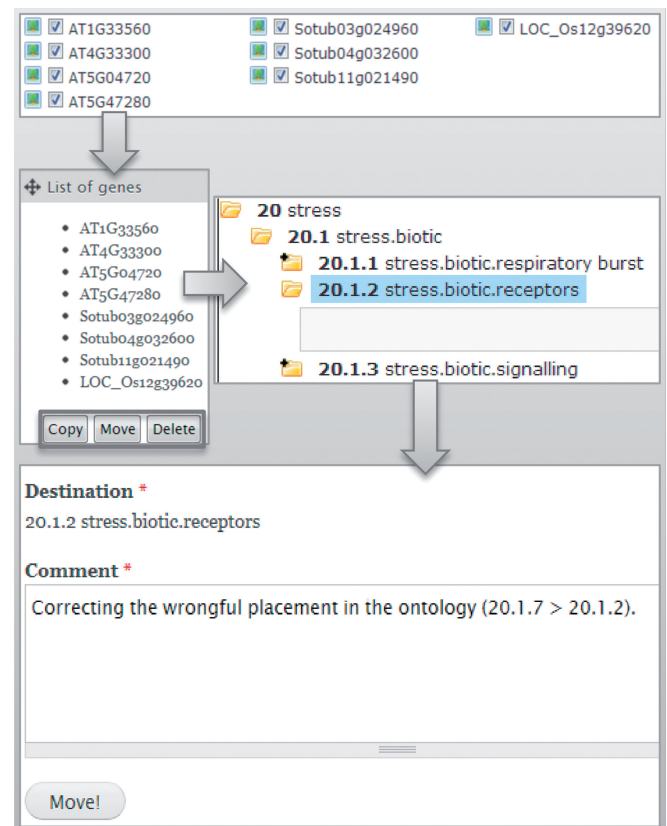 AT1G33560 Sotub03g024960 LOC_Os12g39620
AT4G33300 Sotub04g032600
AT5G04720 Sotub11g021490
AT5G47280
List of genes
• AT1G33560
• AT4G33300
• AT5G04720
• AT5G47280
• Sotub03g024960
• Sotub04g032600
• Sotub11g021490
• LOC_Os12g39620
Copy Move Delete
20 stress
20.1 stress.biotic
20.1.1 stress.biotic.respiratory burst
20.1.2 stress.biotic.receptors
20.1.3 stress.biotic.signalling
Destination *
20.1.2 stress.biotic.receptors
Comment *
Correcting the wrongful placement in the ontology (20.1.7 > 20.1.2).
Move!